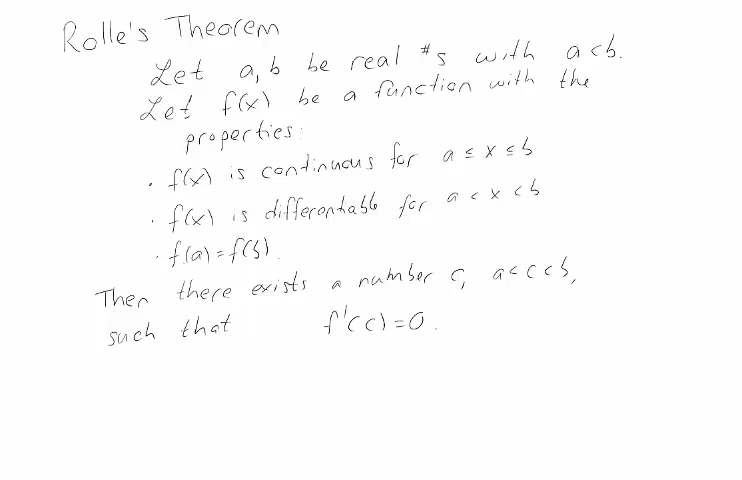 Rolle's Theorem
Let a, b be real #s with a<b.
Let f(x) be a function with the
properties:
• f(x) is continuous for a ≤ x ≤ b
• f(x) is differentiable for a < x < b
• f(a) = f(b).
Then there exists a number c, a<c<b,
such that f'(c) = 0.